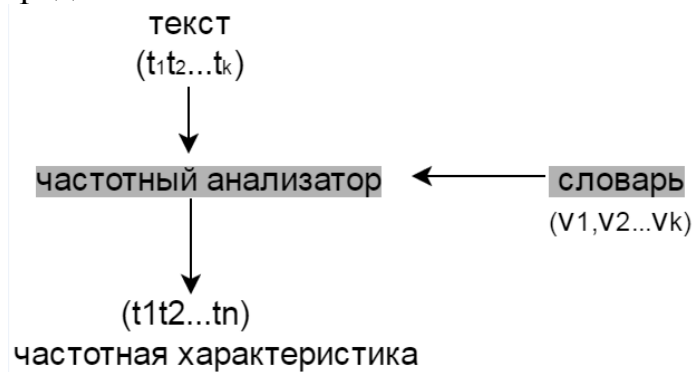 текст
(t₁t₂...tₖ)
частотный анализатор
словарь
(V1,V2...Vk)
(t1t2...tn)
частотная характеристика